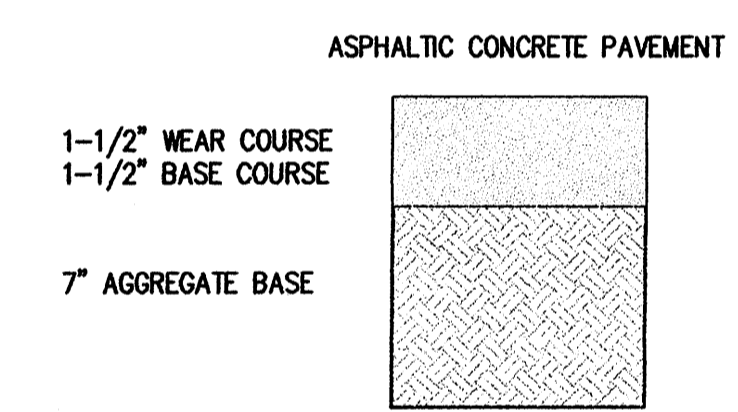 ASPHALTIC CONCRETE PAVEMENT
1-1/2" WEAR COURSE
1-1/2" BASE COURSE
7" AGGREGATE BASE